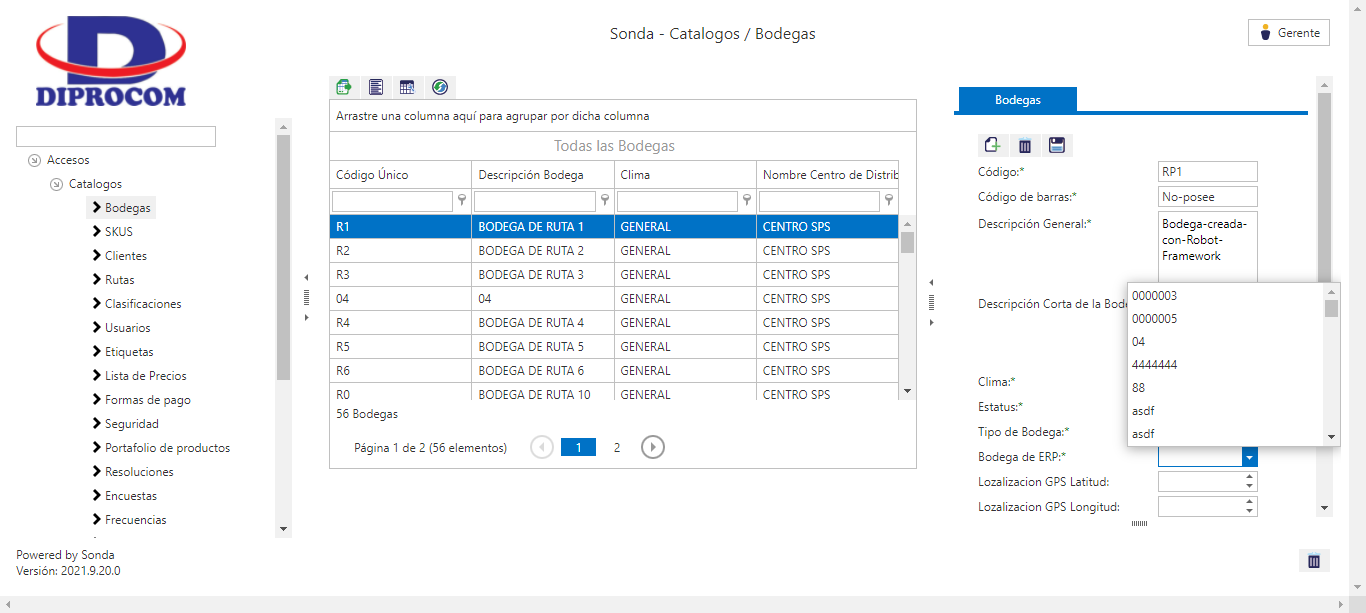 Sonda - Catalogos / Bodegas
Gerente
DIPROCOM
Accesos
Catalogos
Bodegas
SKUS
Clientes
Rutas
Clasificaciones
Usuarios
Etiquetas
Lista de Precios
Formas de pago
Seguridad
Portafolio de productos
Resoluciones
Encuestas
Frecuencias
Powered by Sonda
Versión: 2021.9.20.0
Arrastre una columna aquí para agrupar por dicha columna
Todas las Bodegas
Código Único Descripción Bodega Clima Nombre Centro de Distrib
R1 BODEGA DE RUTA 1 GENERAL CENTRO SPS
R2 BODEGA DE RUTA 2 GENERAL CENTRO SPS
R3 BODEGA DE RUTA 3 GENERAL CENTRO SPS
04 04 GENERAL CENTRO SPS
R4 BODEGA DE RUTA 4 GENERAL CENTRO SPS
R5 BODEGA DE RUTA 5 GENERAL CENTRO SPS
R6 BODEGA DE RUTA 6 GENERAL CENTRO SPS
R0 BODEGA DE RUTA 10 GENERAL CENTRO SPS
56 Bodegas
Página 1 de 2 (56 elementos) 1 2
Bodegas
Código:* RP1
Código de barras:* No-posee
Descripción General:* Bodega-creada-
con-Robot-
Framework
Descripción Corta de la Bode
0000003
0000005
04
4444444
88
asdf
asdf
Clima:*
Estatus:*
Tipo de Bodega:*
Bodega de ERP:*
Lozalizacion GPS Latitud:
Lozalizacion GPS Longitud: